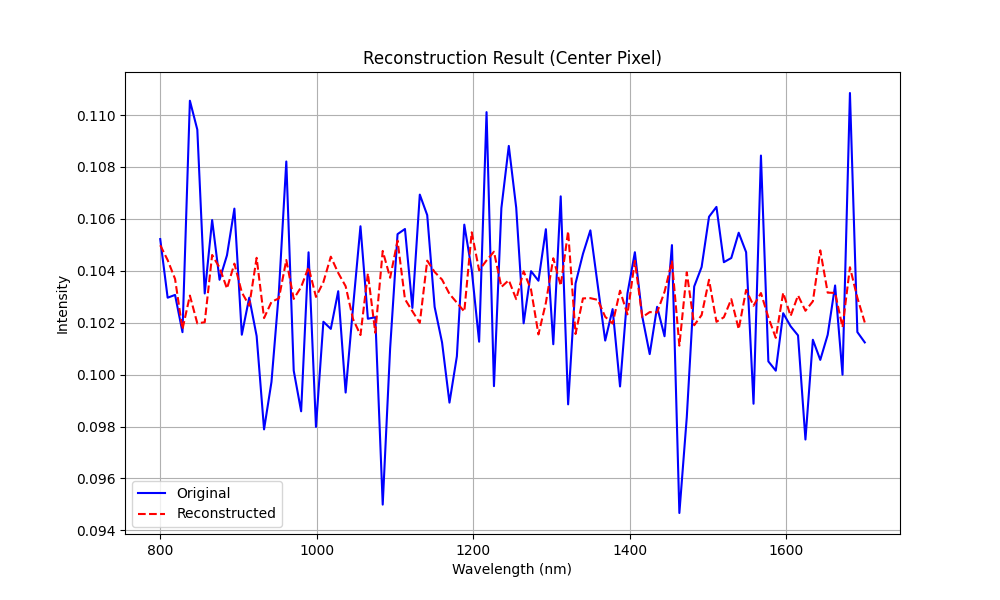 Reconstruction Result (Center Pixel)
Intensity
0.110
0.108
0.106
0.104
0.102
0.100
0.098
0.096
0.094
Original
Reconstructed
800 1000 1200 1400 1600
Wavelength (nm)